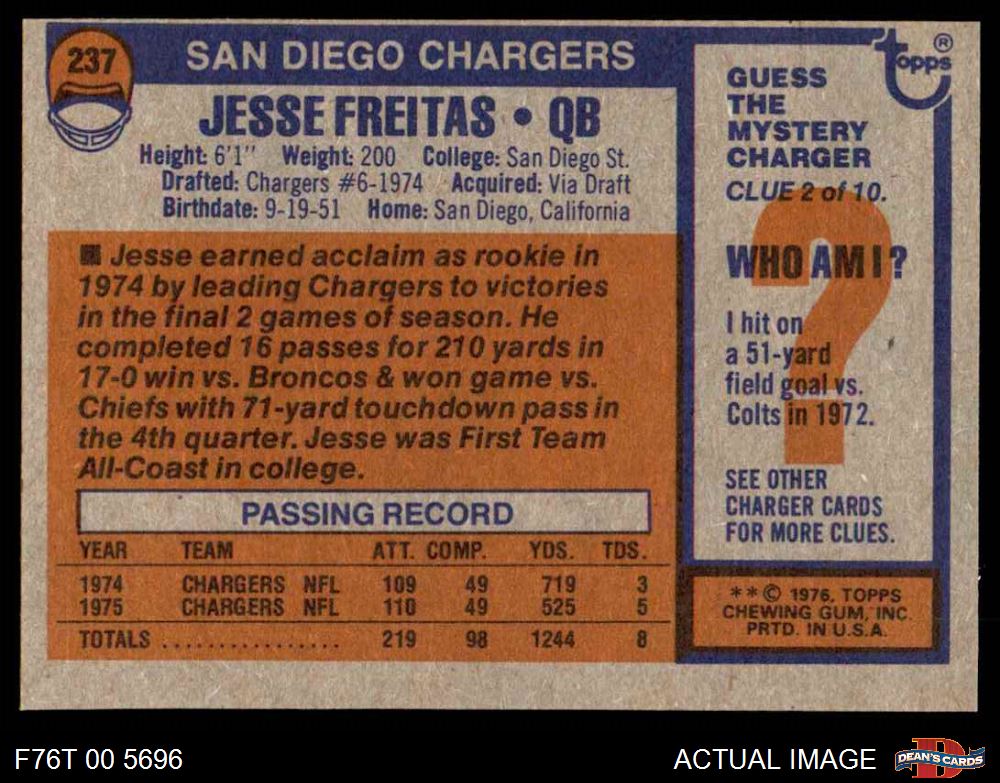 237
SAN DIEGO CHARGERS
JESSE FREITAS • QB
Height: 6'1" Weight: 200 College: San Diego St.
Drafted: Chargers #6-1974 Acquired: Via Draft
Birthdate: 9-19-51 Home: San Diego, California
■ Jesse earned acclaim as rookie in
1974 by leading Chargers to victories
in the final 2 games of season. He
completed 16 passes for 210 yards in
17-0 win vs. Broncos & won game vs.
Chiefs with 71-yard touchdown pass in
the 4th quarter. Jesse was First Team
All-Coast in college.
PASSING RECORD
YEAR TEAM ATT. COMP. YDS. TDS.
1974 CHARGERS NFL 109 49 719 3
1975 CHARGERS NFL 110 49 525 5
TOTALS ................ 219 98 1244 8
topps ®
GUESS
THE
MYSTERY
CHARGER
CLUE 2 of 10.
?
WHO AM I?
I hit on
a 51-yard
field goal vs.
Colts in 1972.
SEE OTHER
CHARGER CARDS
FOR MORE CLUES.
**© 1976, TOPPS
CHEWING GUM, INC.
PRTD. IN U.S.A.
F76T 00 5696
ACTUAL IMAGE
D
DEAN'S CARDS